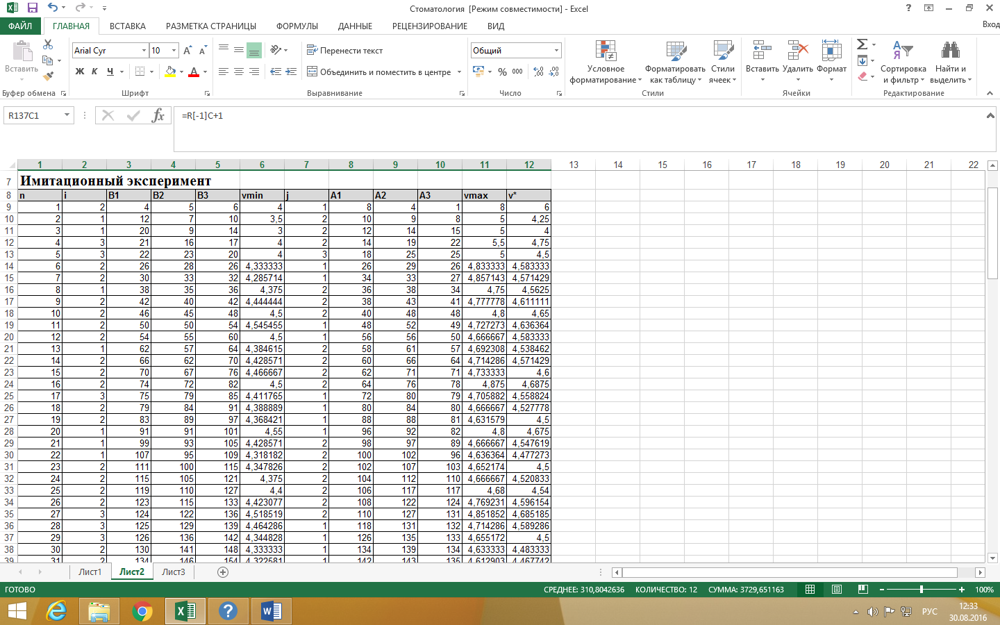 Стоматология  [Режим совместимости] - Excel
?
ФАЙЛ ГЛАВНАЯ ВСТАВКА РАЗМЕТКА СТРАНИЦЫ ФОРМУЛЫ ДАННЫЕ РЕЦЕНЗИРОВАНИЕ ВИД Вход
Вставить Arial Cyr 10 Перенести текст Общий
Ж К Ч Объединить и поместить в центре % 000
Условное форматирование Форматировать как таблицу Стили ячеек Вставить Удалить Формат Сортировка и фильтр Найти и выделить
Буфер обмена Шрифт Выравнивание Число Стили Ячейки Редактирование
R137C1 fx =R[-1]C+1
1 2 3 4 5 6 7 8 9 10 11 12 13 14 15 16 17 18 19 20 21 22
7 Имитационный эксперимент
8 n i B1 B2 B3 vmin j A1 A2 A3 vmax v*
9 1 2 4 5 6 4 1 8 4 1 8 6
10 2 1 12 7 10 3,5 2 10 9 8 5 4,25
11 3 1 20 9 14 3 2 12 14 15 5 4
12 4 3 21 16 17 4 2 14 19 22 5,5 4,75
13 5 3 22 23 20 4 3 18 25 25 5 4,5
14 6 2 26 28 26 4,333333 1 26 29 26 4,833333 4,583333
15 7 2 30 33 32 4,285714 1 34 33 27 4,857143 4,571429
16 8 1 38 35 36 4,375 2 36 38 34 4,75 4,5625
17 9 2 42 40 42 4,444444 2 38 43 41 4,777778 4,611111
18 10 2 46 45 48 4,5 2 40 48 48 4,8 4,65
19 11 2 50 50 54 4,545455 1 48 52 49 4,727273 4,636364
20 12 2 54 55 60 4,5 1 56 56 50 4,666667 4,583333
21 13 1 62 57 64 4,384615 2 58 61 57 4,692308 4,538462
22 14 2 66 62 70 4,428571 2 60 66 64 4,714286 4,571429
23 15 2 70 67 76 4,466667 2 62 71 71 4,733333 4,6
24 16 2 74 72 82 4,5 2 64 76 78 4,875 4,6875
25 17 3 75 79 85 4,411765 1 72 80 79 4,705882 4,558824
26 18 2 79 84 91 4,388889 1 80 84 80 4,666667 4,527778
27 19 2 83 89 97 4,368421 1 88 88 81 4,631579 4,5
28 20 1 91 91 101 4,55 1 96 92 82 4,8 4,675
29 21 1 99 93 105 4,428571 2 98 97 89 4,666667 4,547619
30 22 1 107 95 109 4,318182 2 100 102 96 4,636364 4,477273
31 23 2 111 100 115 4,347826 2 102 107 103 4,652174 4,5
32 24 2 115 105 121 4,375 2 104 112 110 4,666667 4,520833
33 25 2 119 110 127 4,4 2 106 117 117 4,68 4,54
34 26 2 123 115 133 4,423077 2 108 122 124 4,769231 4,596154
35 27 3 124 122 136 4,518519 2 110 127 131 4,851852 4,685185
36 28 3 125 129 139 4,464286 1 118 131 132 4,714286 4,589286
37 29 3 126 136 142 4,344828 1 126 135 133 4,655172 4,5
38 30 2 130 141 148 4,333333 1 134 139 134 4,633333 4,483333
39 31 2 134 146 154 4,322581 1 142 143 135 4,612903 4,467742
Лист1 Лист2 Лист3
ГОТОВО СРЕДНЕЕ: 310,8042636 КОЛИЧЕСТВО: 12 СУММА: 3729,651163 100%
РУС 12:33
30.08.2016